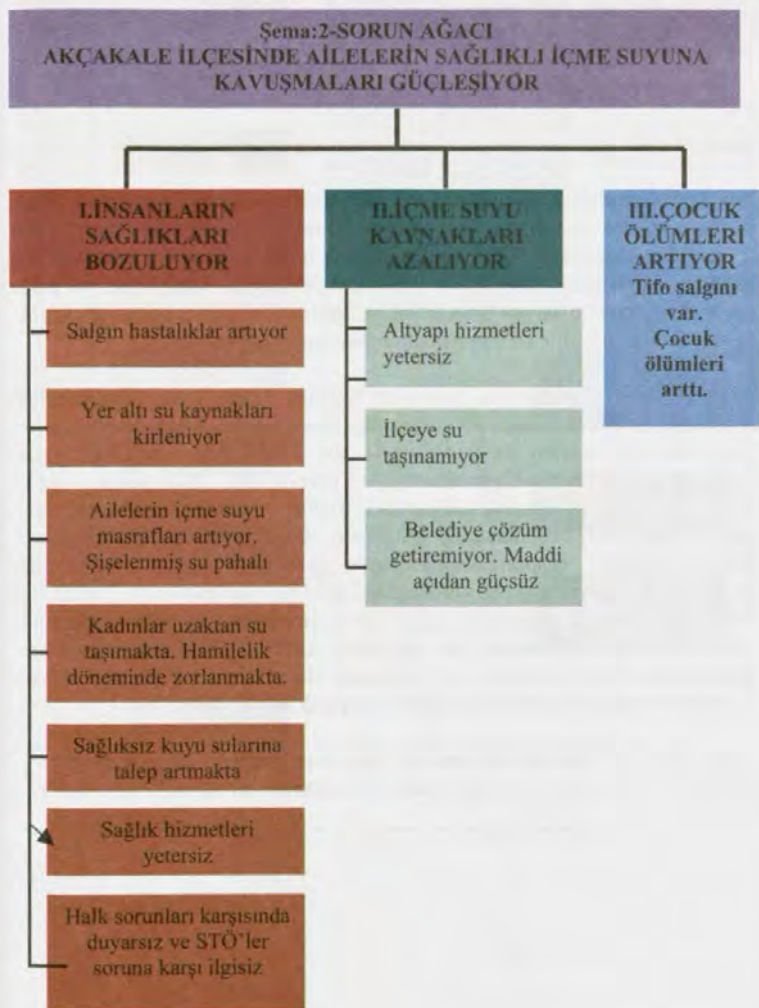 Şema:2-SORUN AĞACI
AKÇAKALE İLÇESİNDE AİLELERİN SAĞLIKLI İÇME SUYUNA
KAVUŞMALARI GÜÇLEŞİYOR
I.İNSANLARIN
SAĞLIKLARI
BOZULUYOR
Salgın hastalıklar artıyor
Yer altı su kaynakları
kirleniyor
Ailelerin içme suyu
masrafları artıyor.
Şişelenmiş su pahalı
Kadınlar uzaktan su
taşımakta. Hamilelik
döneminde zorlanmakta.
Sağlıksız kuyu sularına
talep artmakta
Sağlık hizmetleri
yetersiz
Halk sorunları karşısında
duyarsız ve STÖ'ler
soruna karşı ilgisiz
II.İÇME SUYU
KAYNAKLARI
AZALIYOR
Altyapı hizmetleri
yetersiz
İlçeye su
taşınamıyor
Belediye çözüm
getiremiyor. Maddi
açıdan güçsüz
III.ÇOCUK
ÖLÜMLERİ
ARTIYOR
Tifo salgını
var.
Çocuk
ölümleri
arttı.